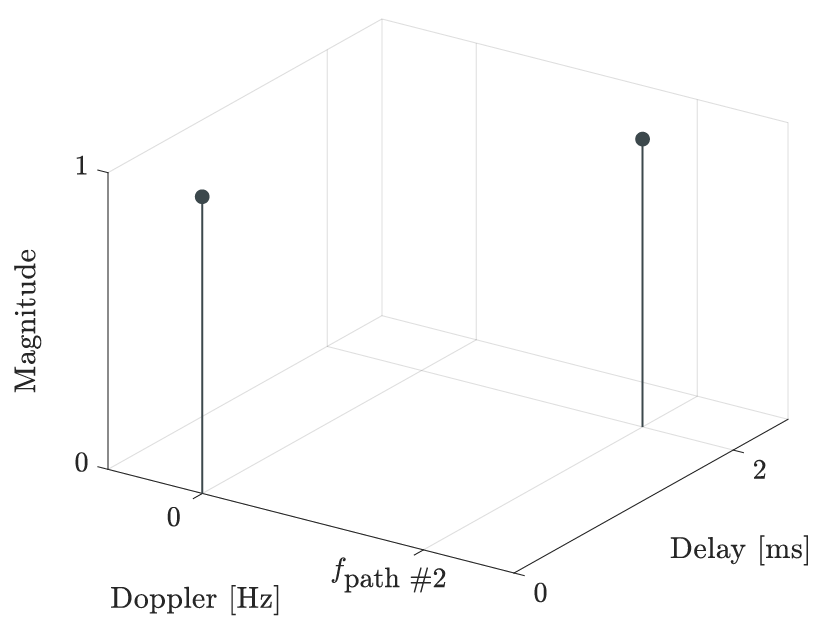 1
Magnitude
0
0
2
Delay [ms]
f_path #2
0
Doppler [Hz]